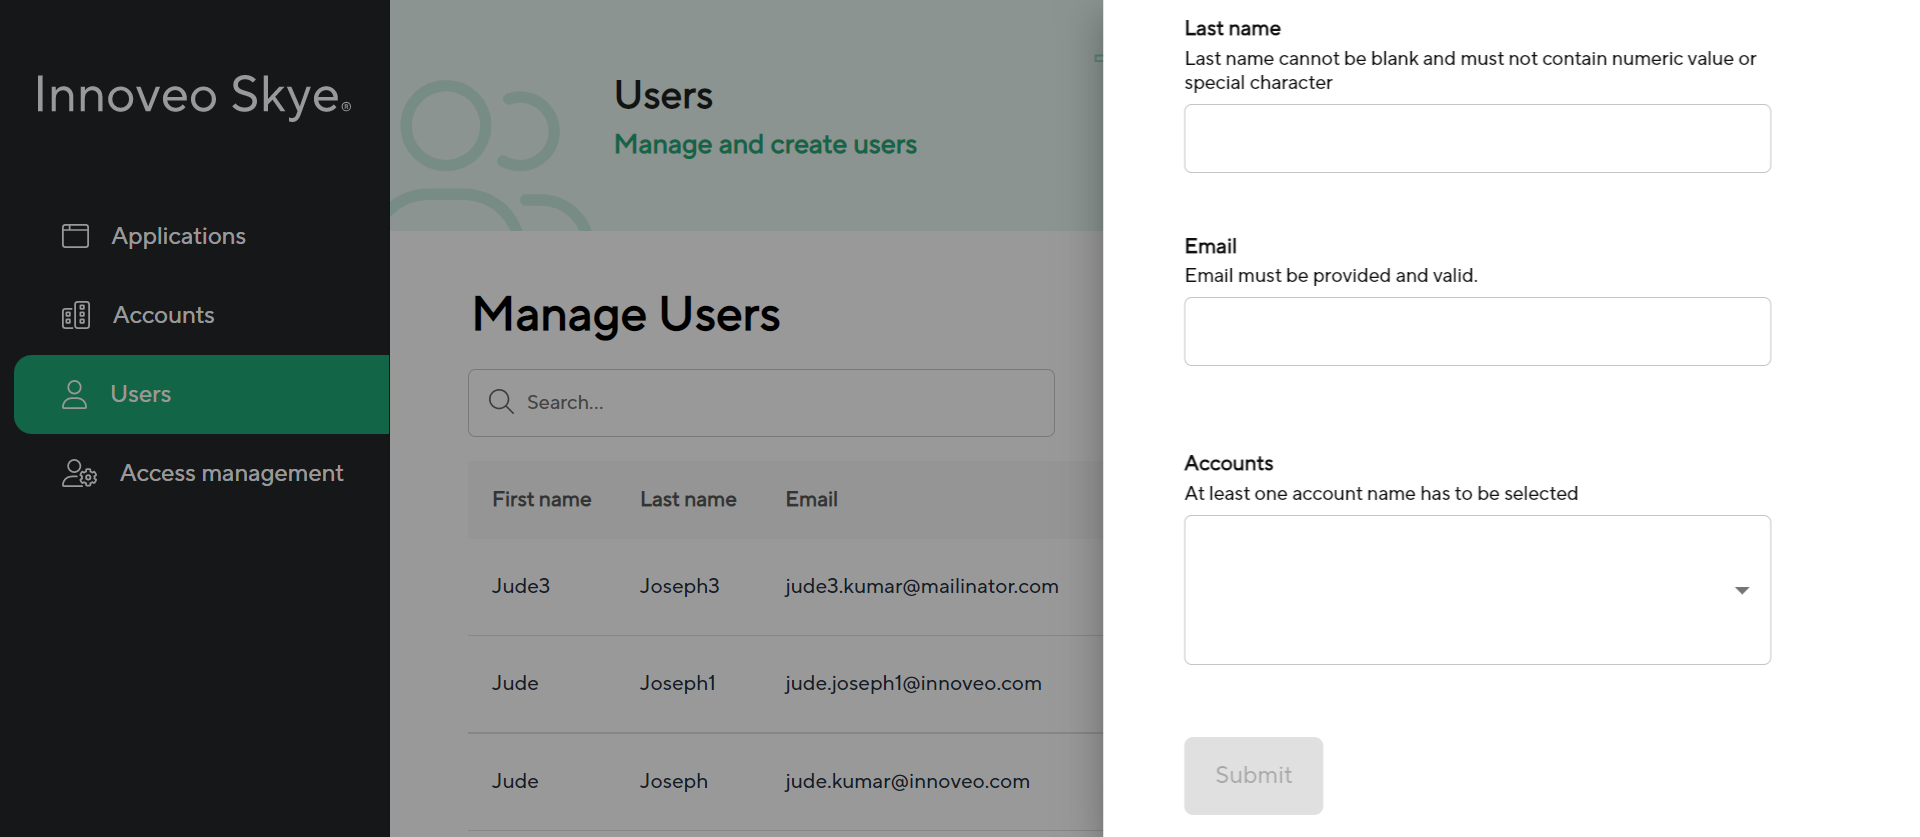 Innoveo Skye®
Applications
Accounts
Users
Access management
Users
Manage and create users
Manage Users
Search...
First name Last name Email
Jude3 Joseph3 jude3.kumar@mailinator.com
Jude Joseph1 jude.joseph1@innoveo.com
Jude Joseph jude.kumar@innoveo.com
Last name
Last name cannot be blank and must not contain numeric value or
special character
Email
Email must be provided and valid.
Accounts
At least one account name has to be selected
Submit